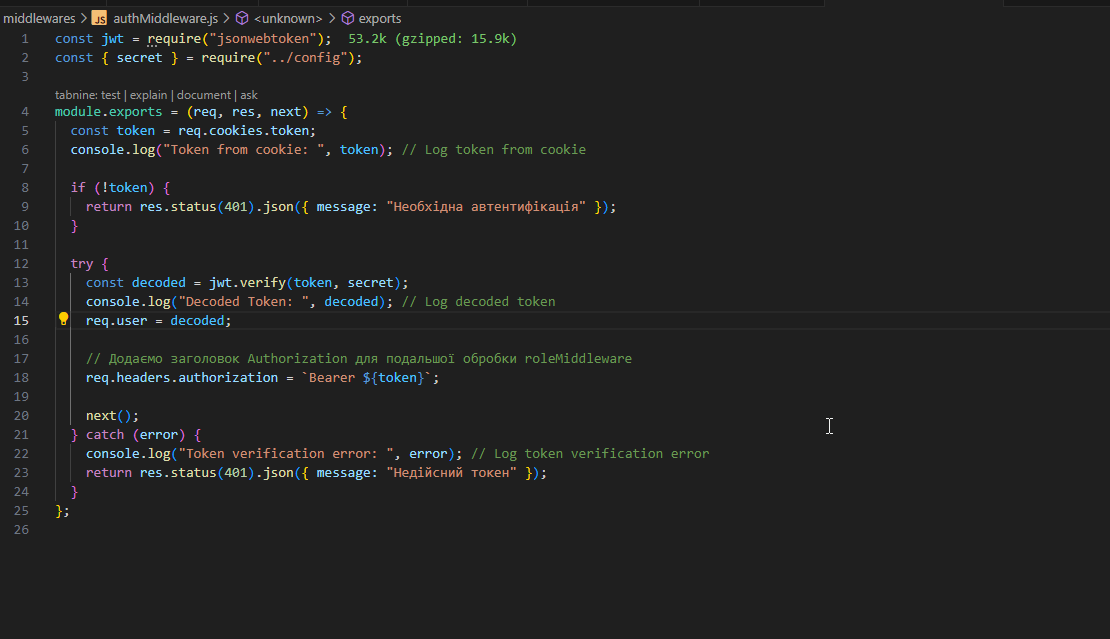 middlewares > JS authMiddleware.js > <unknown> > exports
1 const jwt = require("jsonwebtoken"); 53.2k (gzipped: 15.9k)
2 const { secret } = require("../config");
3
tabnine: test | explain | document | ask
4 module.exports = (req, res, next) => {
5 const token = req.cookies.token;
6 console.log("Token from cookie: ", token); // Log token from cookie
7
8 if (!token) {
9 return res.status(401).json({ message: "Необхідна автентифікація" });
10 }
11
12 try {
13 const decoded = jwt.verify(token, secret);
14 console.log("Decoded Token: ", decoded); // Log decoded token
15 req.user = decoded;
16
17 // Додаємо заголовок Authorization для подальшої обробки roleMiddleware
18 req.headers.authorization = `Bearer ${token}`;
19
20 next();
21 } catch (error) {
22 console.log("Token verification error: ", error); // Log token verification error
23 return res.status(401).json({ message: "Недійсний токен" });
24 }
25 };
26